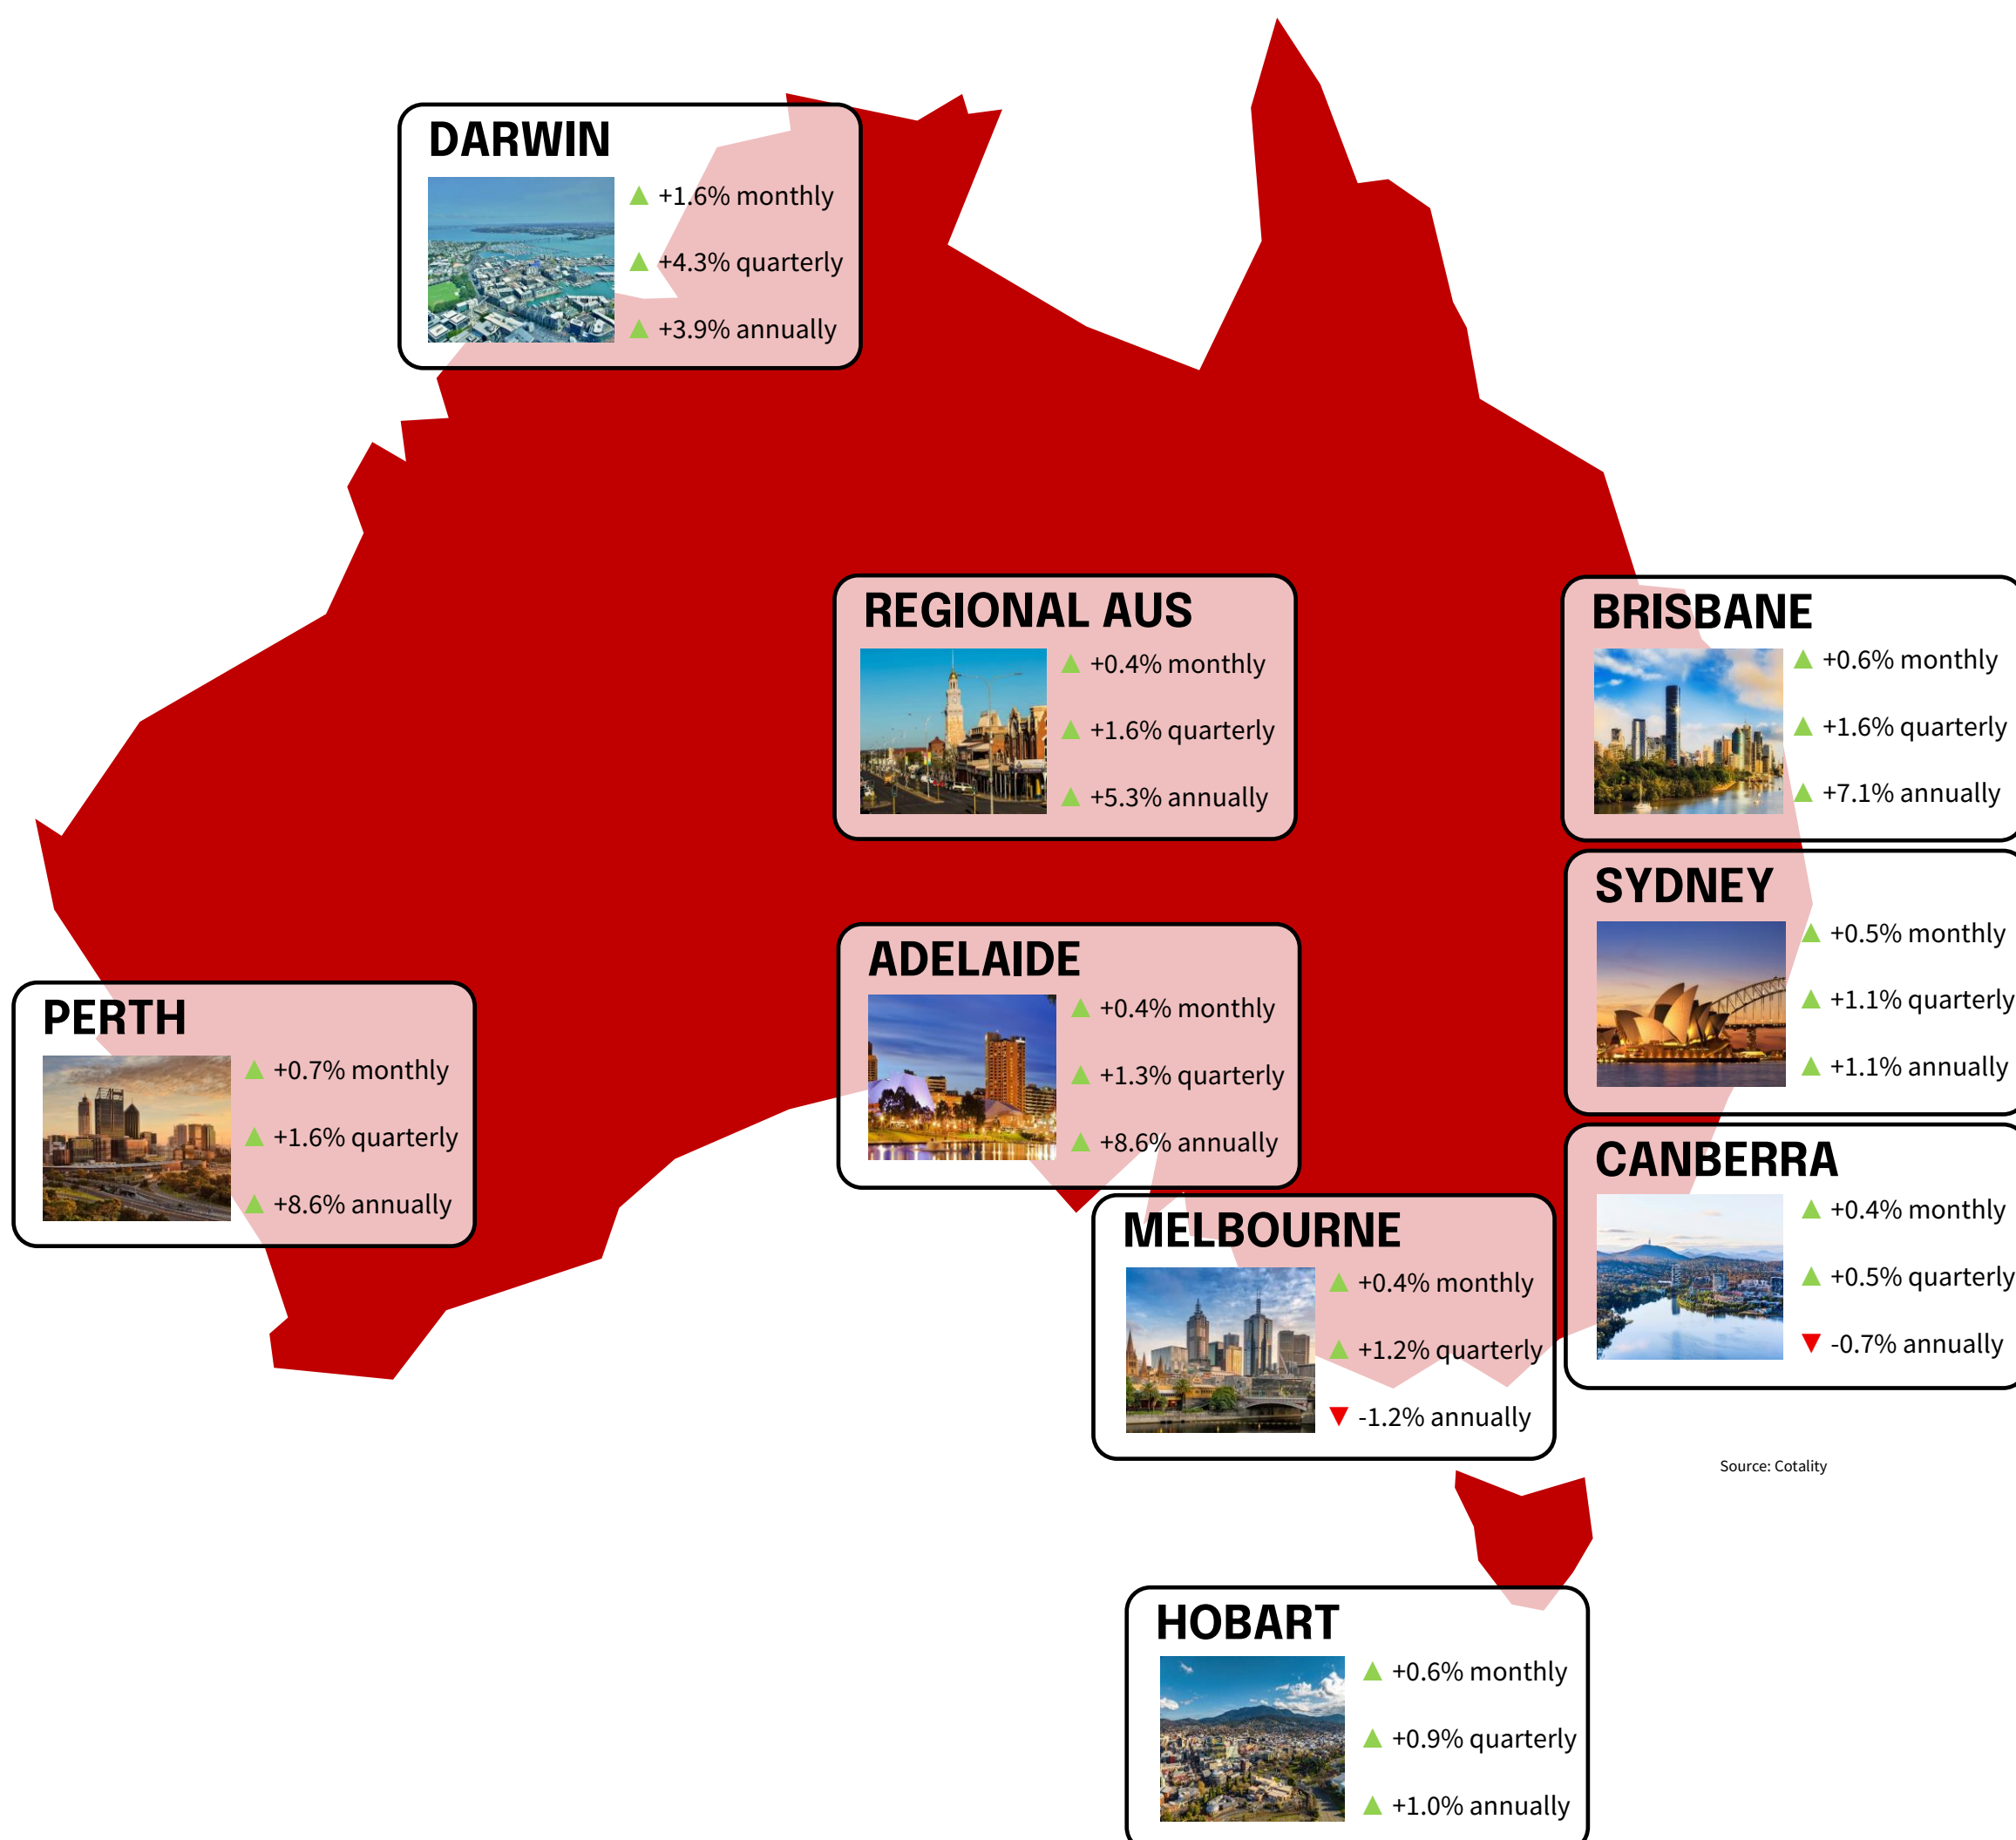 DARWIN
+1.6% monthly
+4.3% quarterly
+3.9% annually
REGIONAL AUS
+0.4% monthly
+1.6% quarterly
+5.3% annually
BRISBANE
+0.6% monthly
+1.6% quarterly
+7.1% annually
SYDNEY
+0.5% monthly
+1.1% quarterly
+1.1% annually
ADELAIDE
+0.4% monthly
+1.3% quarterly
+8.6% annually
PERTH
+0.7% monthly
+1.6% quarterly
+8.6% annually
CANBERRA
+0.4% monthly
+0.5% quarterly
-0.7% annually
MELBOURNE
+0.4% monthly
+1.2% quarterly
-1.2% annually
Source: Cotality
HOBART
+0.6% monthly
+0.9% quarterly
+1.0% annually